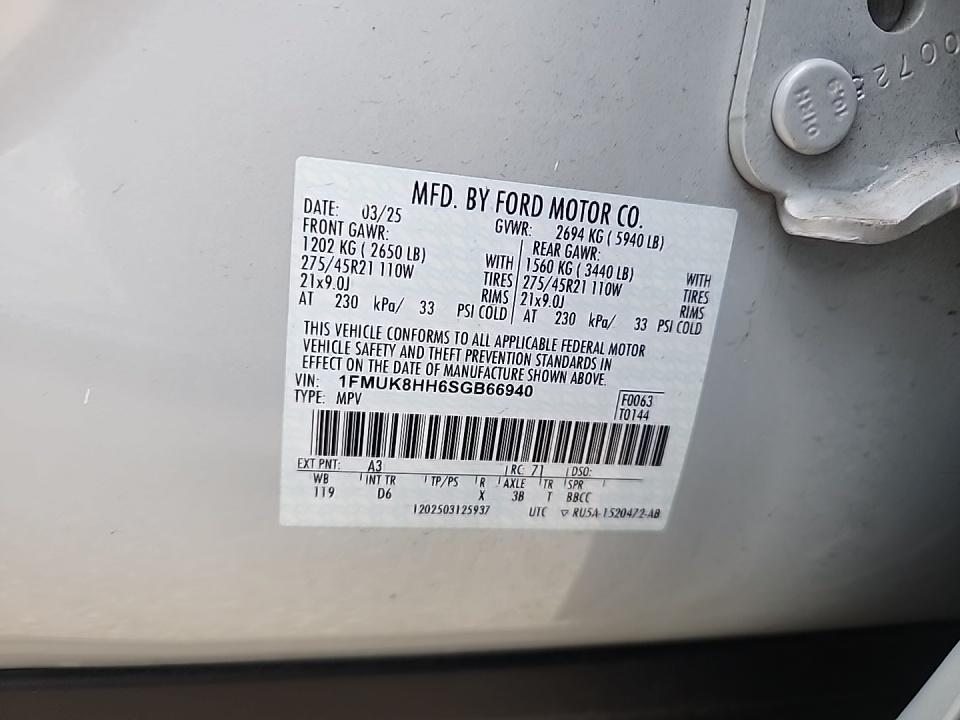 MFD. BY FORD MOTOR CO.
DATE: 03/25 GVWR: 2694 KG ( 5940 LB)
FRONT GAWR: REAR GAWR:
1202 KG ( 2650 LB) WITH 1560 KG ( 3440 LB) WITH
275/45R21 110W TIRES 275/45R21 110W TIRES
21x9.0J RIMS 21x9.0J RIMS
AT 230 kPa/ 33 PSI COLD AT 230 kPa/ 33 PSI COLD
THIS VEHICLE CONFORMS TO ALL APPLICABLE FEDERAL MOTOR
VEHICLE SAFETY AND THEFT PREVENTION STANDARDS IN
EFFECT ON THE DATE OF MANUFACTURE SHOWN ABOVE.
VIN: 1FMUK8HH6SGB66940
TYPE: MPV
F0063
T0144
EXT PNT: A3 RC: 71 DSO:
WB INT TR TP/PS R AXLE TR SPR
119 D6 X 3B T BBCC
1202503125937 UTC ▽ RU5A-1520472-AB